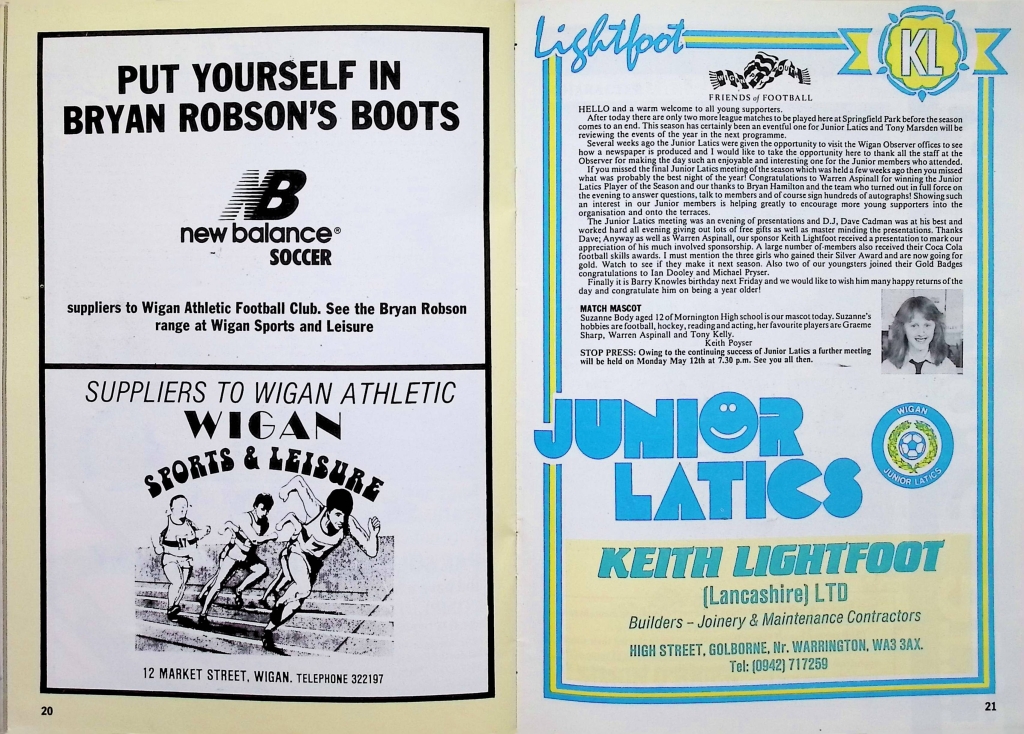 PUT YOURSELF IN
BRYAN ROBSON'S BOOTS
NB
new balance®
SOCCER
suppliers to Wigan Athletic Football Club. See the Bryan Robson
range at Wigan Sports and Leisure
SUPPLIERS TO WIGAN ATHLETIC
WIGAN
SPORTS & LEISURE
12 MARKET STREET, WIGAN. TELEPHONE 322197
20
Lightfoot
KL
WIGAN YOUTH
FRIENDS of FOOTBALL
HELLO and a warm welcome to all young supporters.
After today there are only two more league matches to be played here at Springfield Park before the season
comes to an end. This season has certainly been an eventful one for Junior Latics and Tony Marsden will be
reviewing the events of the year in the next programme.
Several weeks ago the Junior Latics were given the opportunity to visit the Wigan Observer offices to see
how a newspaper is produced and I would like to take the opportunity here to thank all the staff at the
Observer for making the day such an enjoyable and interesting one for the Junior members who attended.
If you missed the final Junior Latics meeting of the season which was held a few weeks ago then you missed
what was probably the best night of the year! Congratulations to Warren Aspinall for winning the Junior
Latics Player of the Season and our thanks to Bryan Hamilton and the team who turned out in full force on
the evening to answer questions, talk to members and of course sign hundreds of autographs! Showing such
an interest in our Junior members is helping greatly to encourage more young supporters into the
organisation and onto the terraces.
The Junior Latics meeting was an evening of presentations and D.J, Dave Cadman was at his best and
worked hard all evening giving out lots of free gifts as well as master minding the presentations. Thanks
Dave; Anyway as well as Warren Aspinall, our sponsor Keith Lightfoot received a presentation to mark our
appreciation of his much involved sponsorship. A large number of members also received their Coca Cola
football skills awards. I must mention the three girls who gained their Silver Award and are now going for
gold. Watch to see if they make it next season. Also two of our youngsters joined their Gold Badges
congratulations to Ian Dooley and Michael Pryser.
Finally it is Barry Knowles birthday next Friday and we would like to wish him many happy returns of the
day and congratulate him on being a year older!
MATCH MASCOT
Suzanne Body aged 12 of Mornington High school is our mascot today. Suzanne's
hobbies are football, hockey, reading and acting, her favourite players are Graeme
Sharp, Warren Aspinall and Tony Kelly.
Keith Poyser
STOP PRESS: Owing to the continuing success of Junior Latics a further meeting
will be held on Monday May 12th at 7.30 p.m. See you all then.
JUNIOR
LATICS
WIGAN
JUNIOR LATICS
KEITH LIGHTFOOT
(Lancashire) LTD
Builders – Joinery & Maintenance Contractors
HIGH STREET, GOLBORNE, Nr. WARRINGTON, WA3 3AX.
Tel: (0942) 717259
21